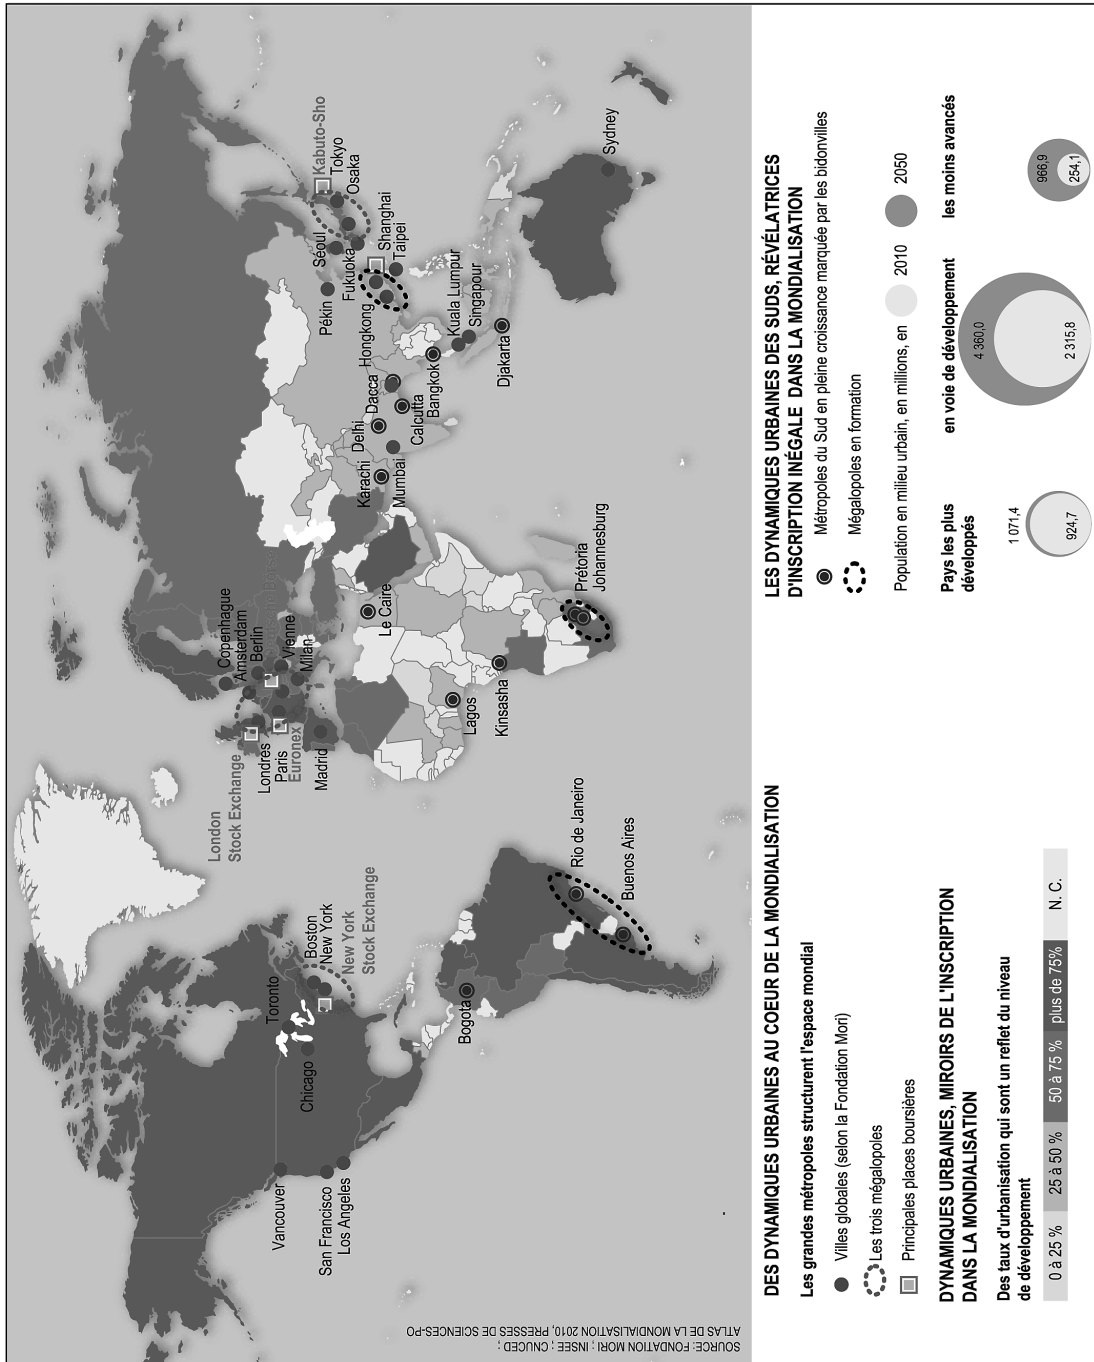 Vancouver
San Francisco
Los Angeles
Chicago
Toronto
Boston
New York
New York
Stock Exchange
Bogota
Rio de Janeiro
Buenos Aires
London
Stock Exchange
Londres
Paris
Euronex
Madrid
Copenhague
Amsterdam
Berlin
Vienne
Milan
Lagos
Kinsasha
Le Caire
Prétoria
Johannesburg
Karachi
Mumbai
Delhi
Dacca
Calcutta
Bangkok
Hongkong
Kuala Lumpur
Singapour
Djakarta
Pékin
Séoul
Fukuoka
Shanghai
Taipei
Kabuto-Sho
Tokyo
Osaka
Sydney
SOURCE: FONDATION MORI ; INSEE ; CNUCED ;
ATLAS DE LA MONDIALISATION 2010, PRESSES DE SCIENCES-PO
DES DYNAMIQUES URBAINES AU COEUR DE LA MONDIALISATION
Les grandes métropoles structurent l'espace mondial
Villes globales (selon la Fondation Mori)
Les trois mégalopoles
Principales places boursières
DYNAMIQUES URBAINES, MIROIRS DE L'INSCRIPTION
DANS LA MONDIALISATION
Des taux d'urbanisation qui sont un reflet du niveau
de développement
0 à 25 % 25 à 50 % 50 à 75 % plus de 75% N. C.
LES DYNAMIQUES URBAINES DES SUDS, RÉVÉLATRICES
D'INSCRIPTION INÉGALE DANS LA MONDIALISATION
Métropoles du Sud en pleine croissance marquée par les bidonvilles
Mégalopoles en formation
Population en milieu urbain, en millions, en 2010 2050
Pays les plus
développés
en voie de développement
les moins avancés
1 071,4
924,7
4 360,0
2 315,8
966,9
254,1